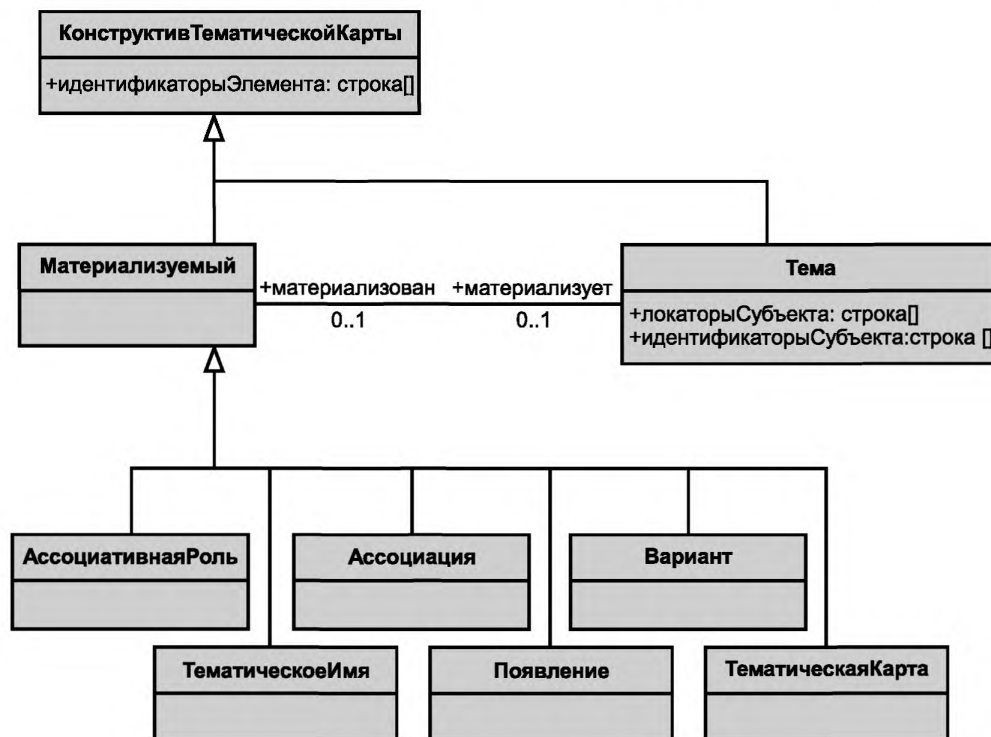 КонструктивТематическойКарты
+идентификаторыЭлемента: строка[]
Материализуемый
+материализован
0..1
+материализует
0..1
Тема
+локаторыСубъекта: строка[]
+идентификаторыСубъекта:строка []
АссоциативнаяРоль
Ассоциация
Вариант
ТематическоеИмя
Появление
ТематическаяКарта